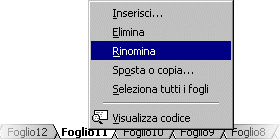 Inserisci...
Elimina
Rinomina
Sposta o copia...
Seleziona tutti i fogli
Visualizza codice
Foglio12 Foglio11 Foglio10 Foglio9 Foglio8